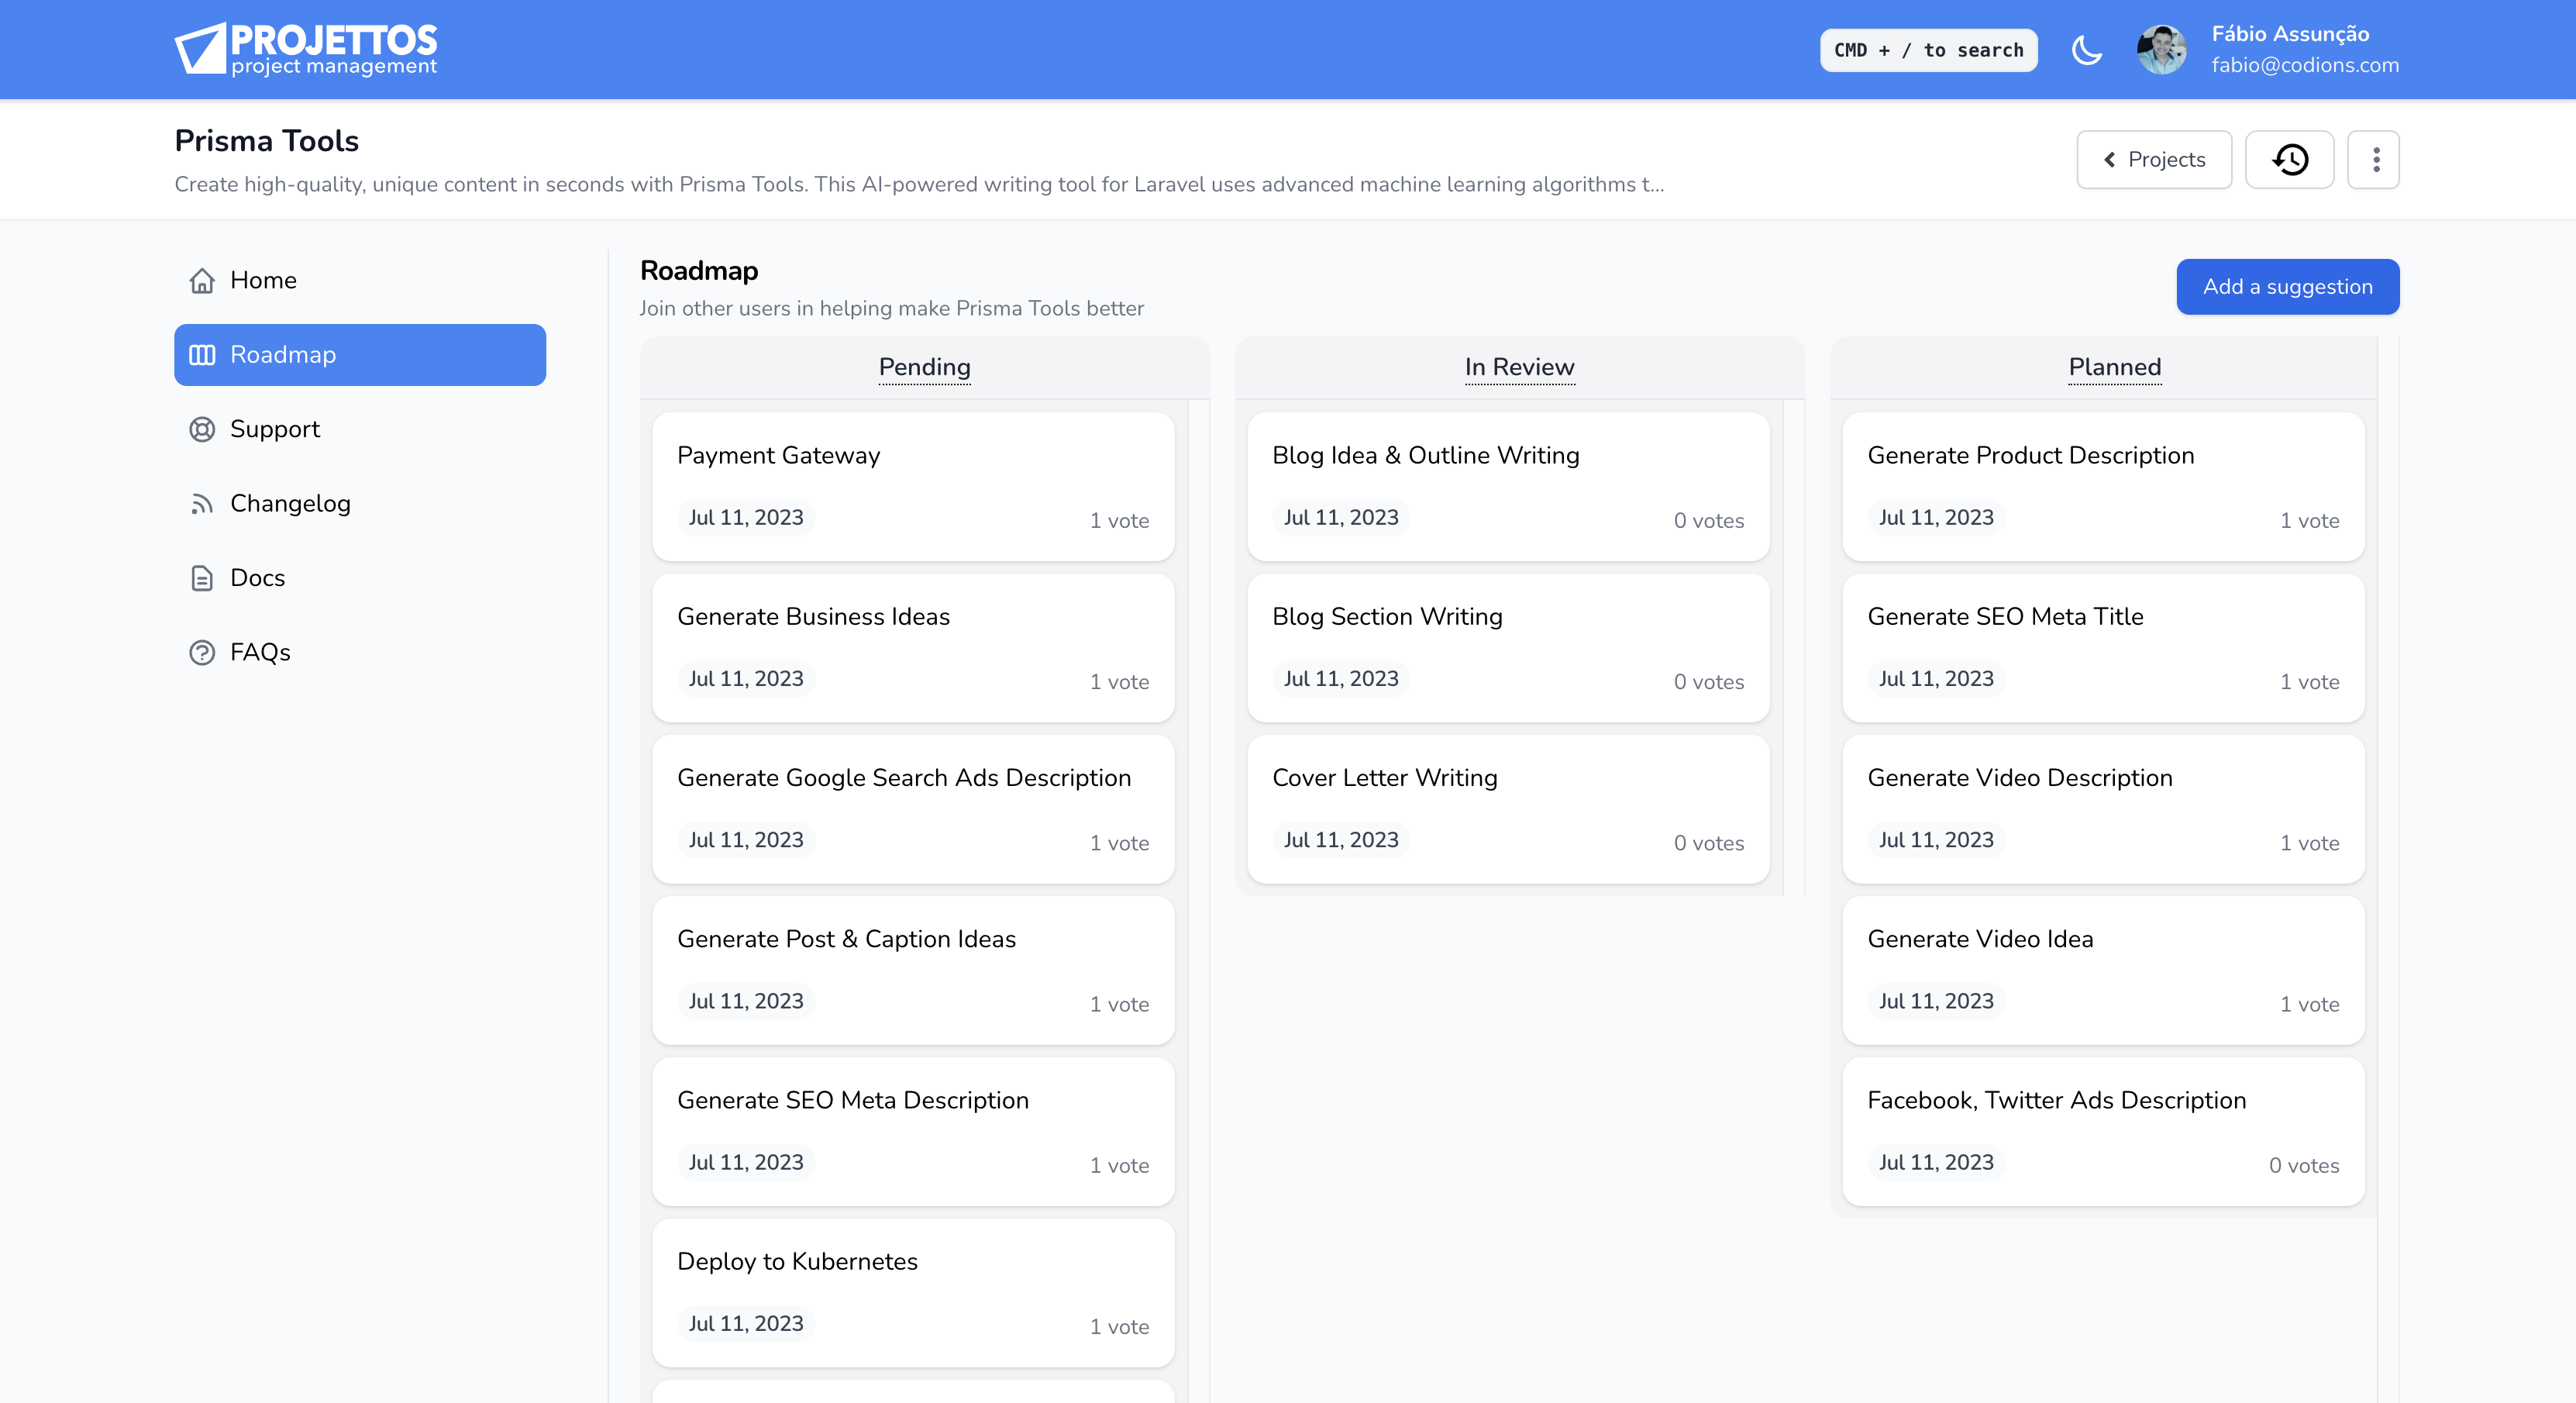 PROJETTOS
project management
CMD + / to search
Fábio Assunção
fabio@codions.com
Prisma Tools
Create high-quality, unique content in seconds with Prisma Tools. This AI-powered writing tool for Laravel uses advanced machine learning algorithms t...
Projects
Home
Roadmap
Support
Changelog
Docs
FAQs
Roadmap
Join other users in helping make Prisma Tools better
Add a suggestion
Pending
Payment Gateway
Jul 11, 2023 1 vote
Generate Business Ideas
Jul 11, 2023 1 vote
Generate Google Search Ads Description
Jul 11, 2023 1 vote
Generate Post & Caption Ideas
Jul 11, 2023 1 vote
Generate SEO Meta Description
Jul 11, 2023 1 vote
Deploy to Kubernetes
Jul 11, 2023 1 vote
In Review
Blog Idea & Outline Writing
Jul 11, 2023 0 votes
Blog Section Writing
Jul 11, 2023 0 votes
Cover Letter Writing
Jul 11, 2023 0 votes
Planned
Generate Product Description
Jul 11, 2023 1 vote
Generate SEO Meta Title
Jul 11, 2023 1 vote
Generate Video Description
Jul 11, 2023 1 vote
Generate Video Idea
Jul 11, 2023 1 vote
Facebook, Twitter Ads Description
Jul 11, 2023 0 votes